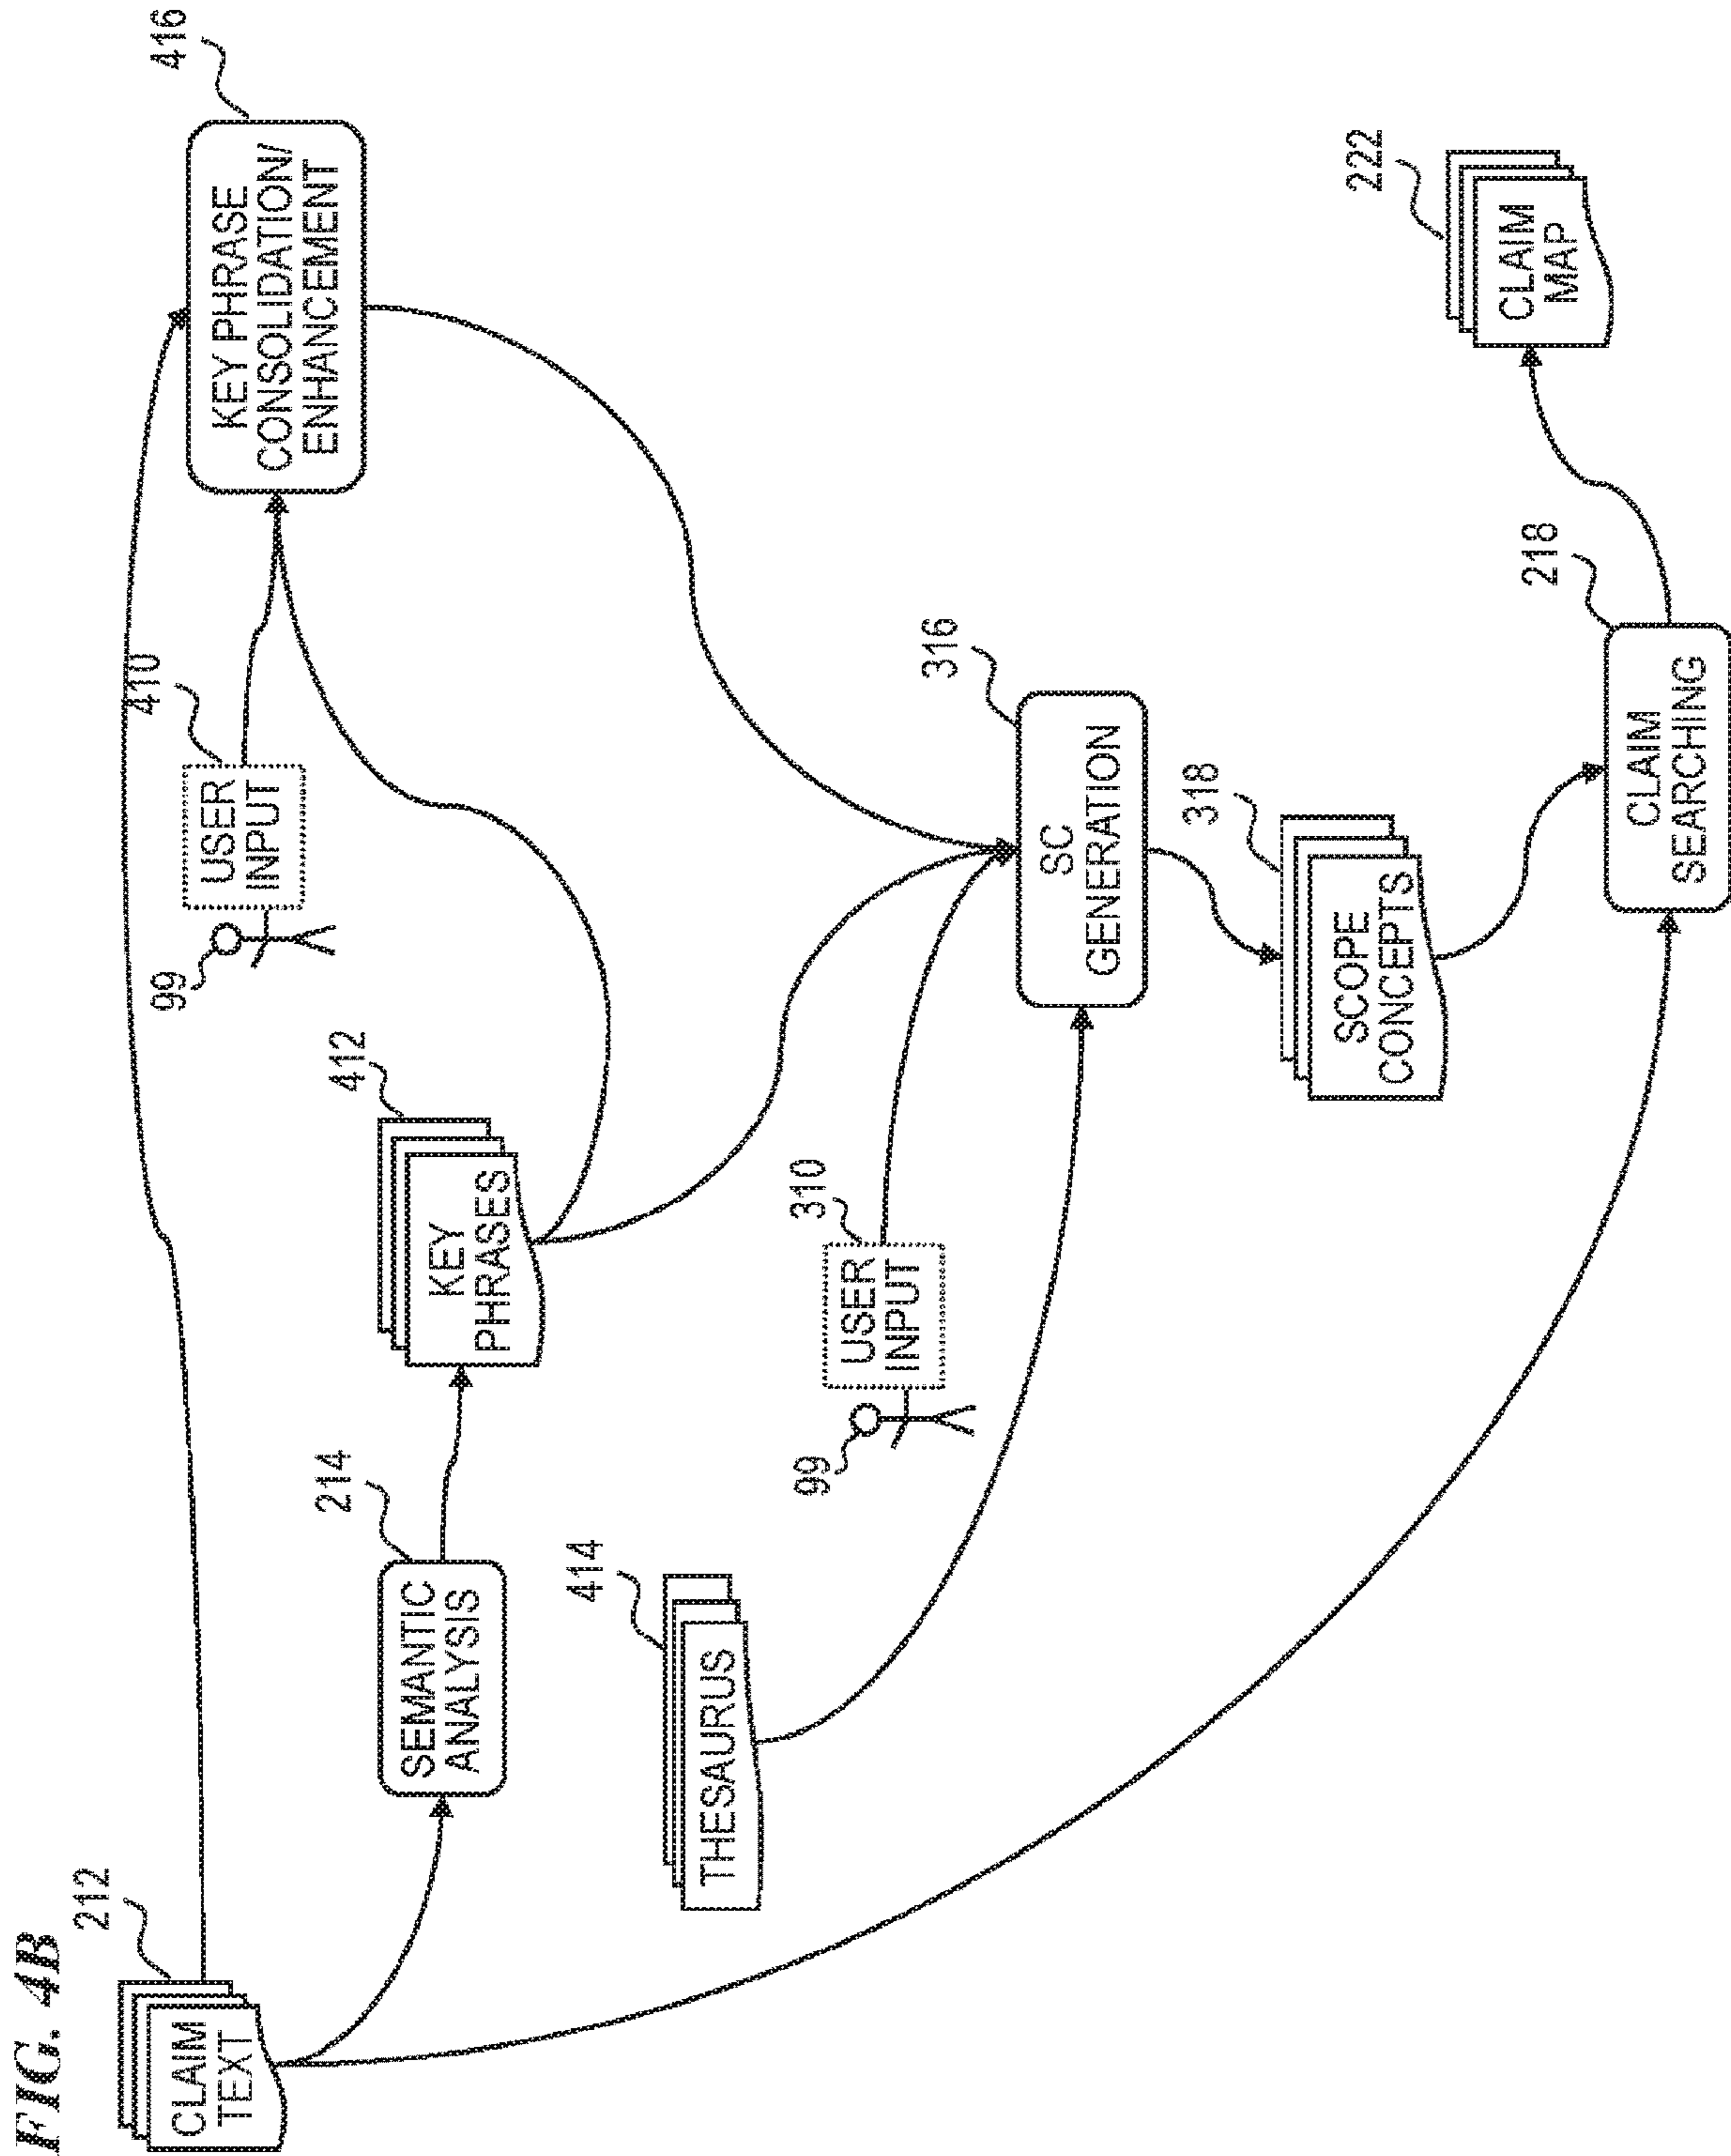 FIG. 4B
212
CLAIM
TEXT
416
KEY PHRASE
CONSOLIDATION/
ENHANCEMENT
410
USER
INPUT
99
412
KEY
PHRASES
214
SEMANTIC
ANALYSIS
414
THESAURUS
310
USER
INPUT
99
316
SC
GENERATION
318
SCOPE
CONCEPTS
218
CLAIM
SEARCHING
222
CLAIM
MAP